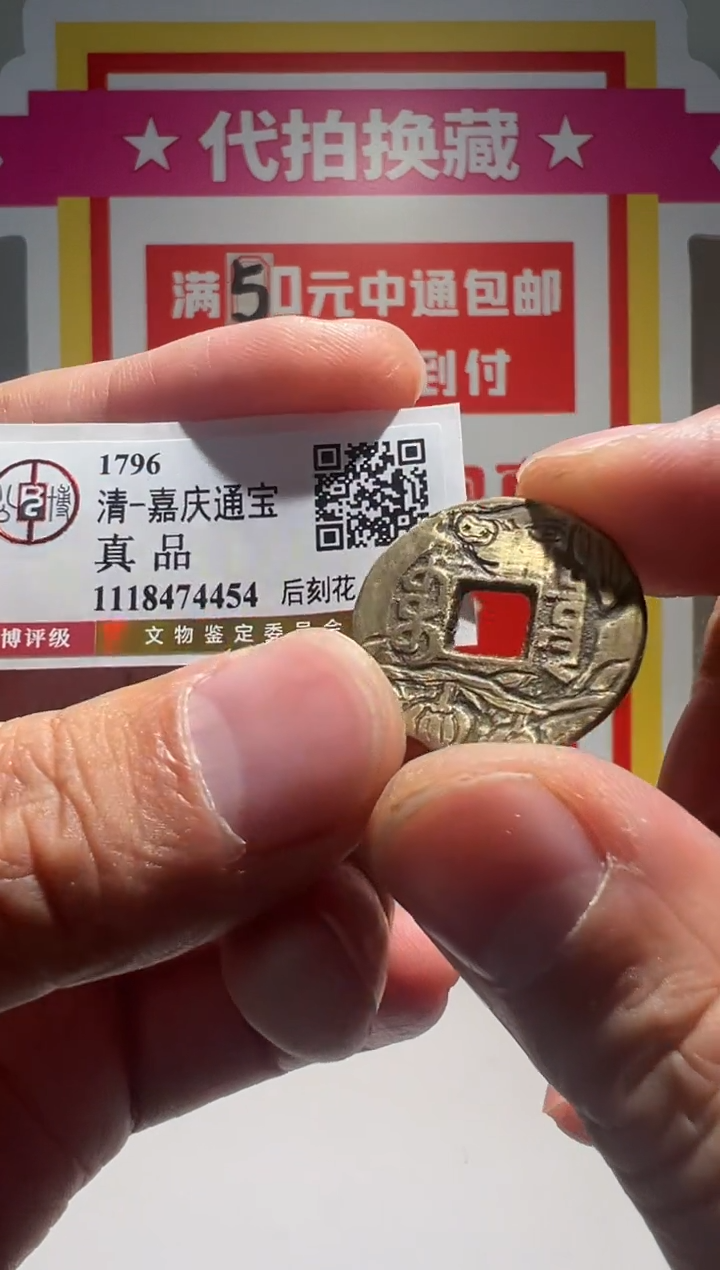 代拍换藏
满50元中通包邮
到付
1796
清-嘉庆通宝
真品
1118474454 后刻花
博
博评级
文物鉴定委员会